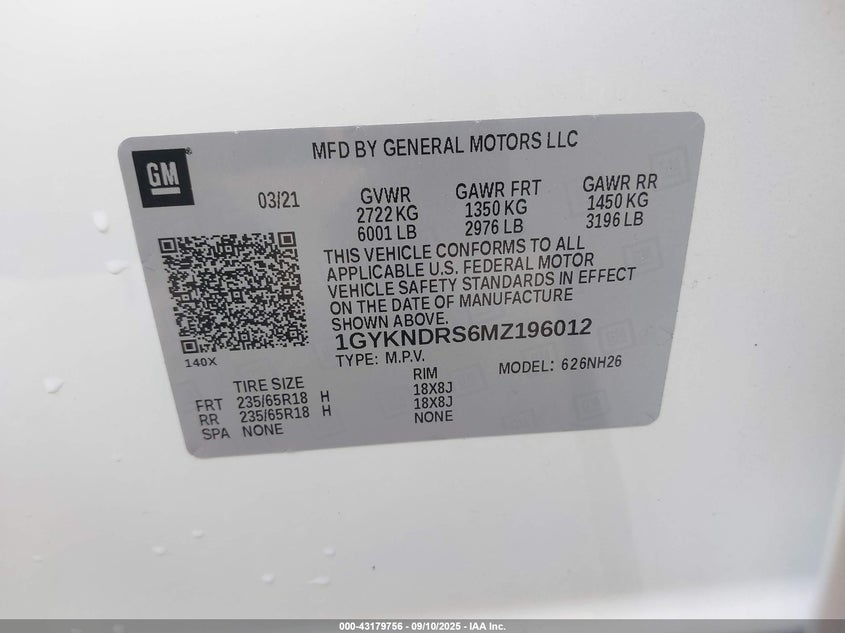 MFD BY GENERAL MOTORS LLC
GM
03/21
GVWR
2722 KG
6001 LB
GAWR FRT
1350 KG
2976 LB
GAWR RR
1450 KG
3196 LB
THIS VEHICLE CONFORMS TO ALL
APPLICABLE U.S. FEDERAL MOTOR
VEHICLE SAFETY STANDARDS IN EFFECT
ON THE DATE OF MANUFACTURE
SHOWN ABOVE.
1GYKNDRS6MZ196012
140X
TYPE: M.P.V.
MODEL: 626NH26
TIRE SIZE
RIM
FRT 235/65R18 H 18X8J
RR 235/65R18 H 18X8J
SPA NONE NONE
000-43179756 - 09/10/2025 - IAA Inc.